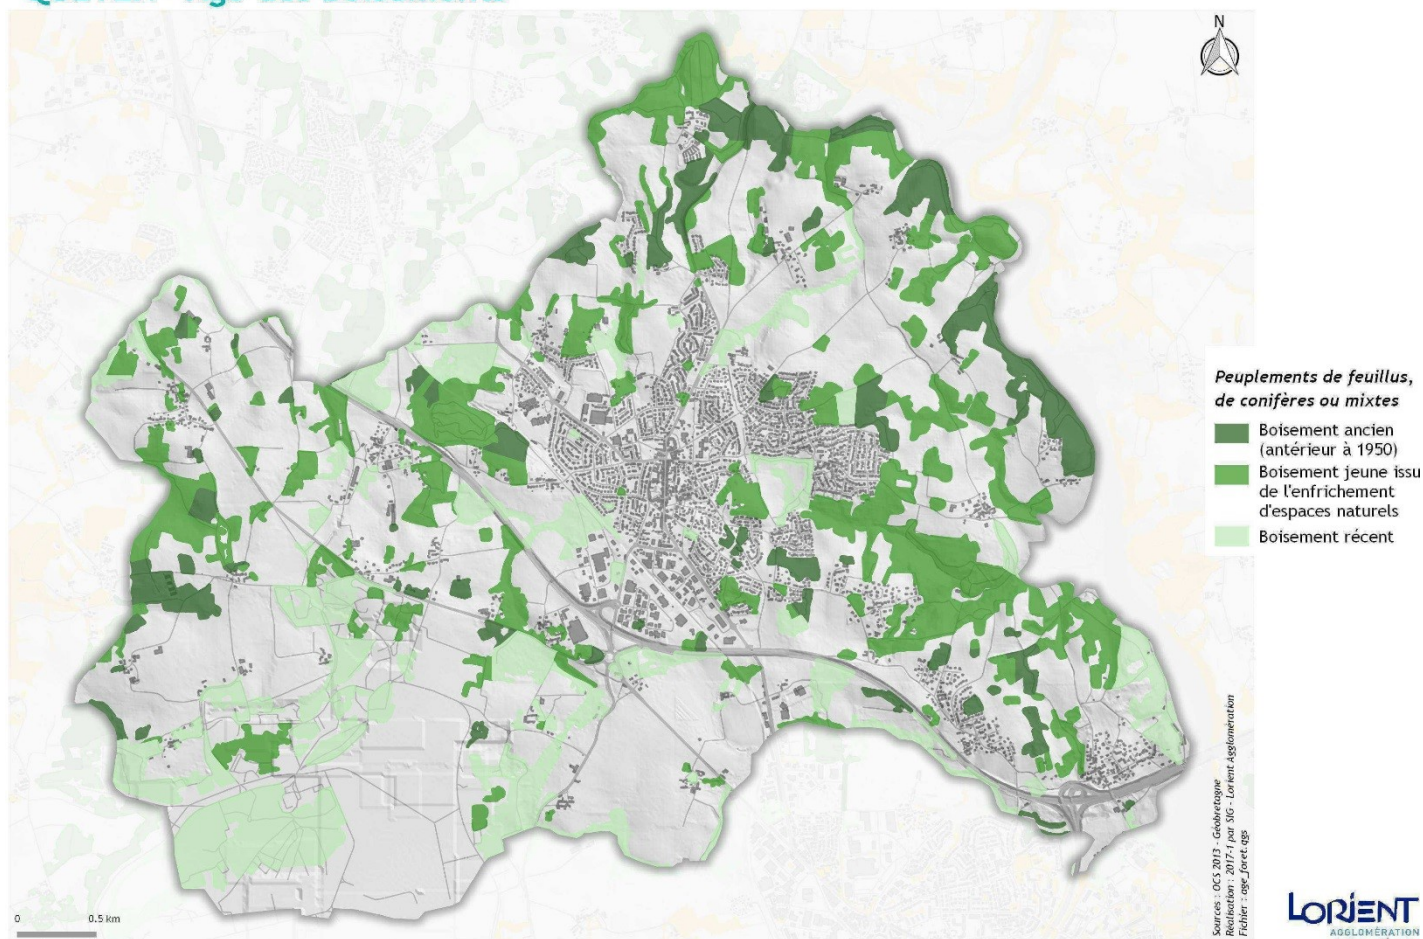 N
Peuplements de feuillus,
de conifères ou mixtes
Boisement ancien
(antérieur à 1950)
Boisement jeune issu
de l'enfrichement
d'espaces naturels
Boisement récent
Sources : OCS 2013 - Géobretagne
Réalisation : 2017-1 par SIG - Lorient Agglomération
Fichier : age_foret.qgs
0 0.5 km
LORIENT
AGGLOMÉRATION